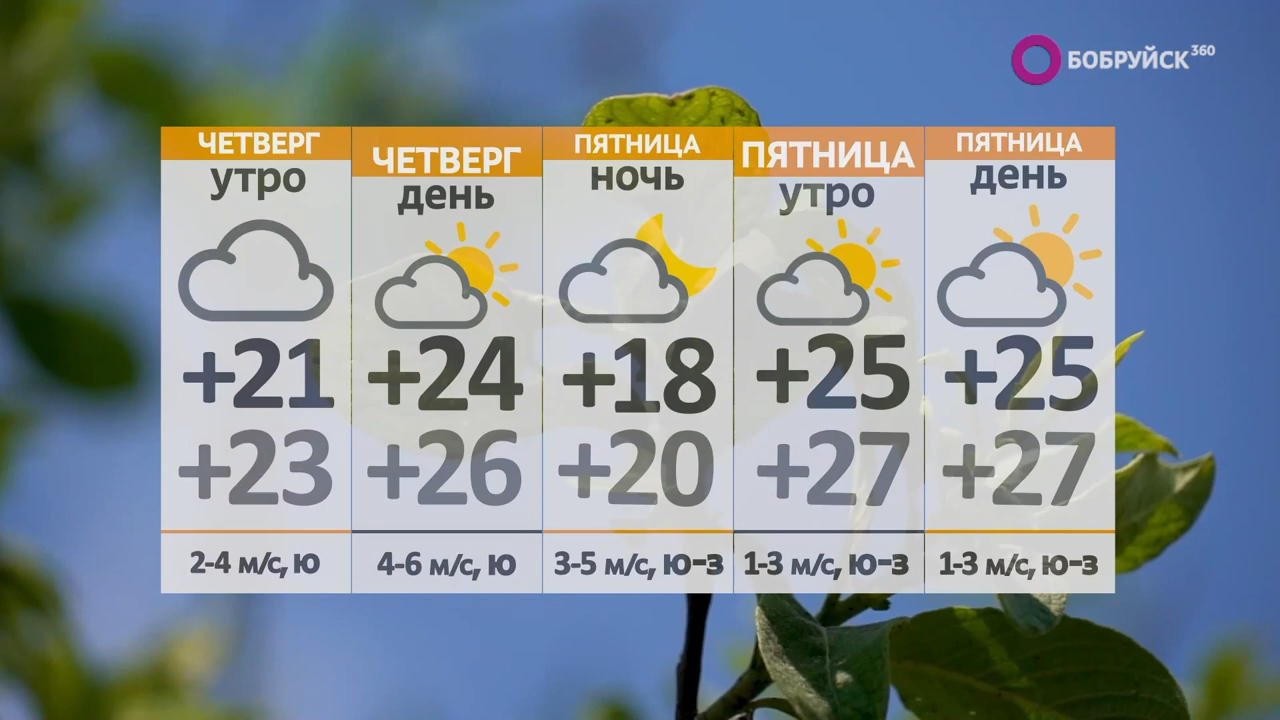 БОБРУЙСК360
ЧЕТВЕРГ
утро
+21
+23
2-4 м/с, Ю
ЧЕТВЕРГ
день
+24
+26
4-6 м/с, Ю
ПЯТНИЦА
ночь
+18
+20
3-5 м/с, Ю-З
ПЯТНИЦА
утро
+25
+27
1-3 м/с, Ю-З
ПЯТНИЦА
день
+25
+27
1-3 м/с, Ю-З